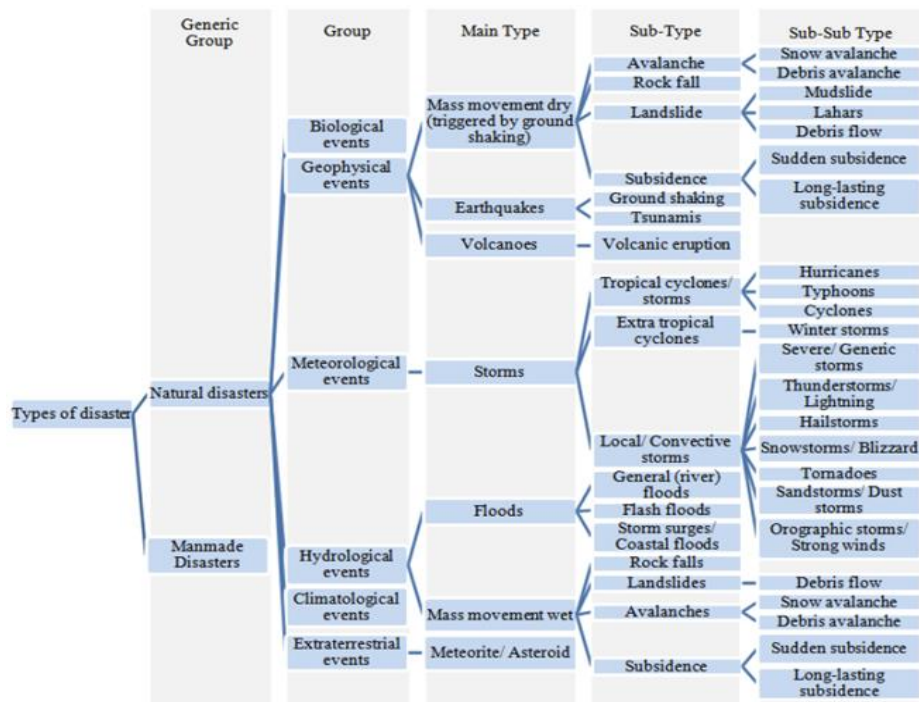 Generic
Group
Group
Main Type
Sub-Type
Sub-Sub Type
Types of disaster
Natural disasters
Manmade
Disasters
Biological
events
Geophysical
events
Meteorological
events
Hydrological
events
Climatological
events
Extraterrestrial
events
Mass movement dry
(triggered by ground
shaking)
Earthquakes
Volcanoes
Storms
Floods
Mass movement wet
Meteorite/ Asteroid
Avalanche
Rock fall
Landslide
Subsidence
Ground shaking
Tsunamis
Volcanic eruption
Tropical cyclones/
storms
Extra tropical
cyclones
Local/ Convective
storms
General (river)
floods
Flash floods
Storm surges/
Coastal floods
Rock falls
Landslides
Avalanches
Subsidence
Snow avalanche
Debris avalanche
Mudslide
Lahars
Debris flow
Sudden subsidence
Long-lasting
subsidence
Hurricanes
Typhoons
Cyclones
Winter storms
Severe/ Generic
storms
Thunderstorms/
Lightning
Hailstorms
Snowstorms/ Blizzard
Tornadoes
Sandstorms/ Dust
storms
Orographic storms/
Strong winds
Debris flow
Snow avalanche
Debris avalanche
Sudden subsidence
Long-lasting
subsidence